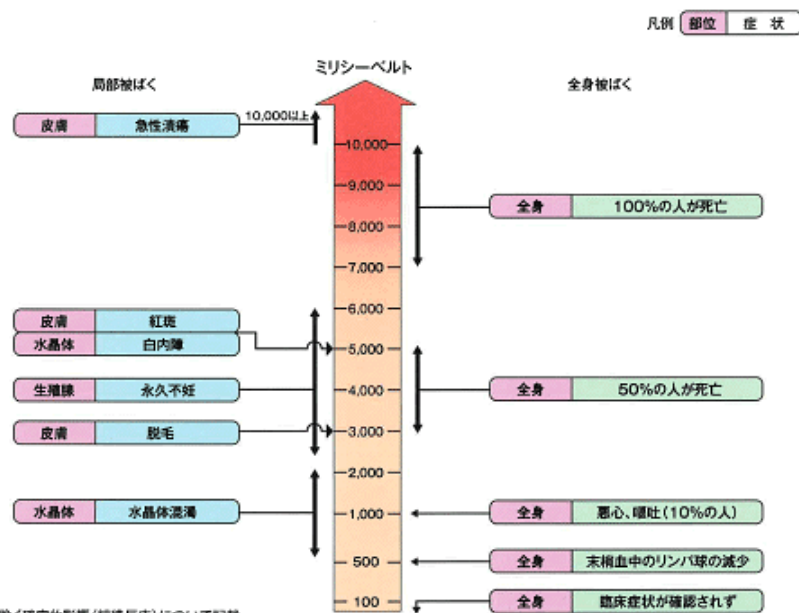 凡例 部位 症 状
ミリシーベルト
局部被ばく
全身被ばく
皮膚 急性潰瘍 10,000以上
10,000
9,000
全身 100%の人が死亡
8,000
7,000
6,000
皮膚 紅斑
水晶体 白内障
5,000
生殖腺 永久不妊
4,000
全身 50%の人が死亡
皮膚 脱毛
3,000
2,000
水晶体 水晶体混濁
1,000
全身 悪心、嘔吐(10%の人)
500
全身 末梢血中のリンパ球の減少
100
全身 臨床症状が確認されず